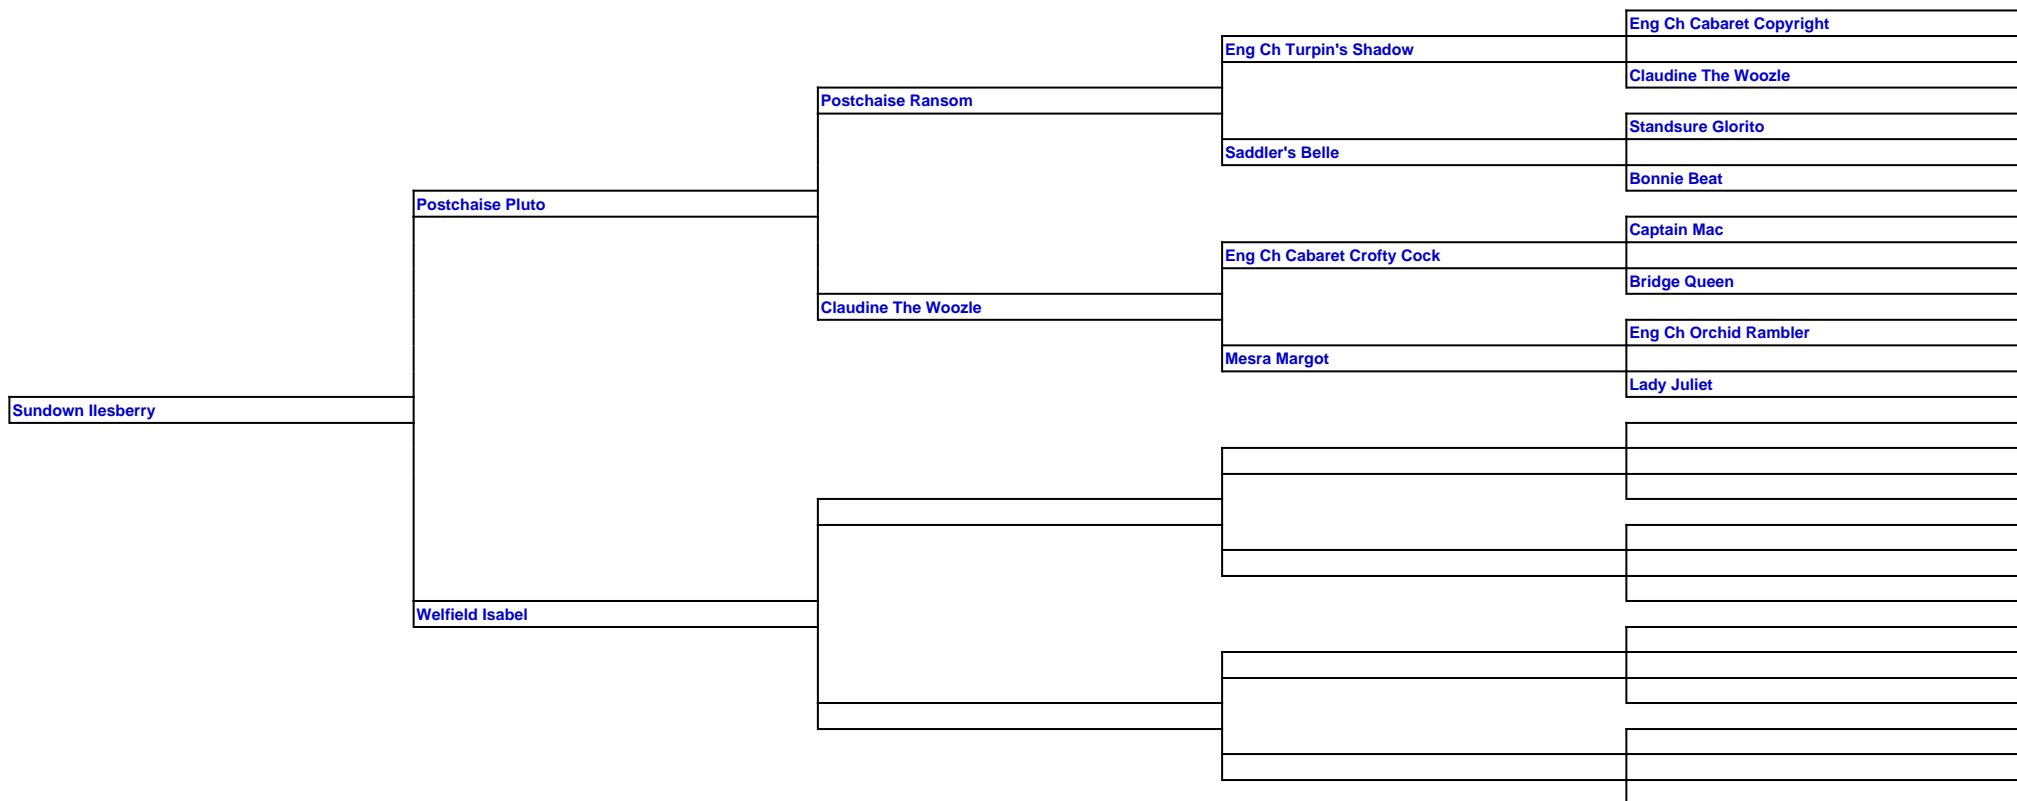 Eng Ch Cabaret Copyright
Eng Ch Turpin's Shadow
Claudine The Woozle
Postchaise Ransom
Standsure Glorito
Saddler's Belle
Bonnie Beat
Postchaise Pluto
Captain Mac
Eng Ch Cabaret Crofty Cock
Bridge Queen
Claudine The Woozle
Eng Ch Orchid Rambler
Mesra Margot
Lady Juliet
Sundown Ilesberry
Welfield Isabel